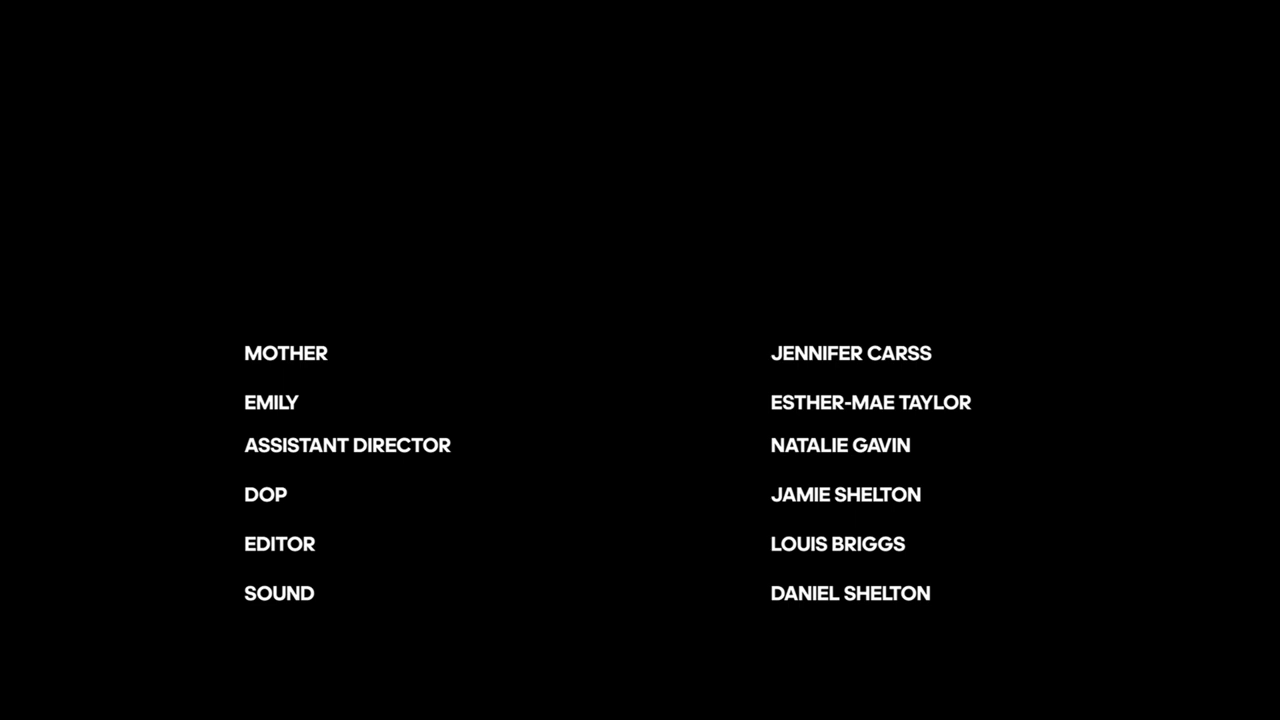 MOTHER JENNIFER CARSS
EMILY ESTHER-MAE TAYLOR
ASSISTANT DIRECTOR NATALIE GAVIN
DOP JAMIE SHELTON
EDITOR LOUIS BRIGGS
SOUND DANIEL SHELTON